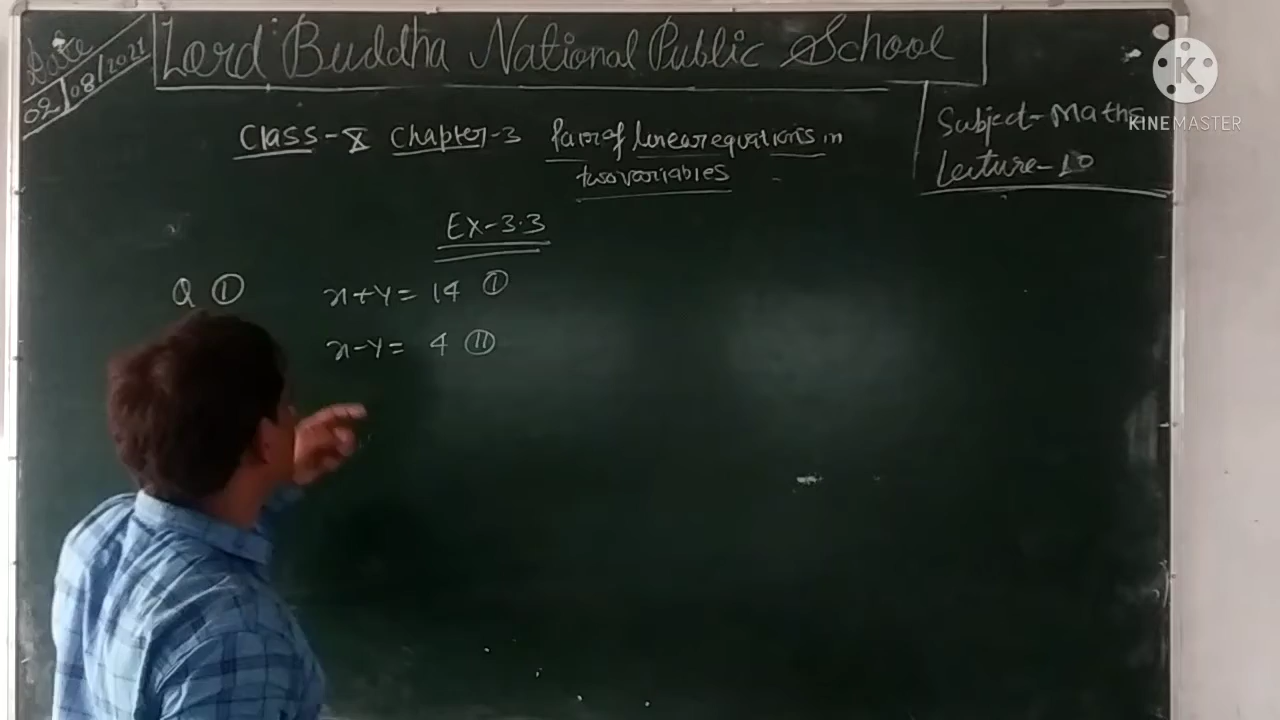 Date
02/08/2021
Lord Buddha National Public School
Class-X Chapter-3 Pair of linear equations in
two variables
Subject-Maths
Lecture-10
K
KINEMASTER
Ex-3.3
Q ① x+y= 14 ①
x-y= 4 ⑪